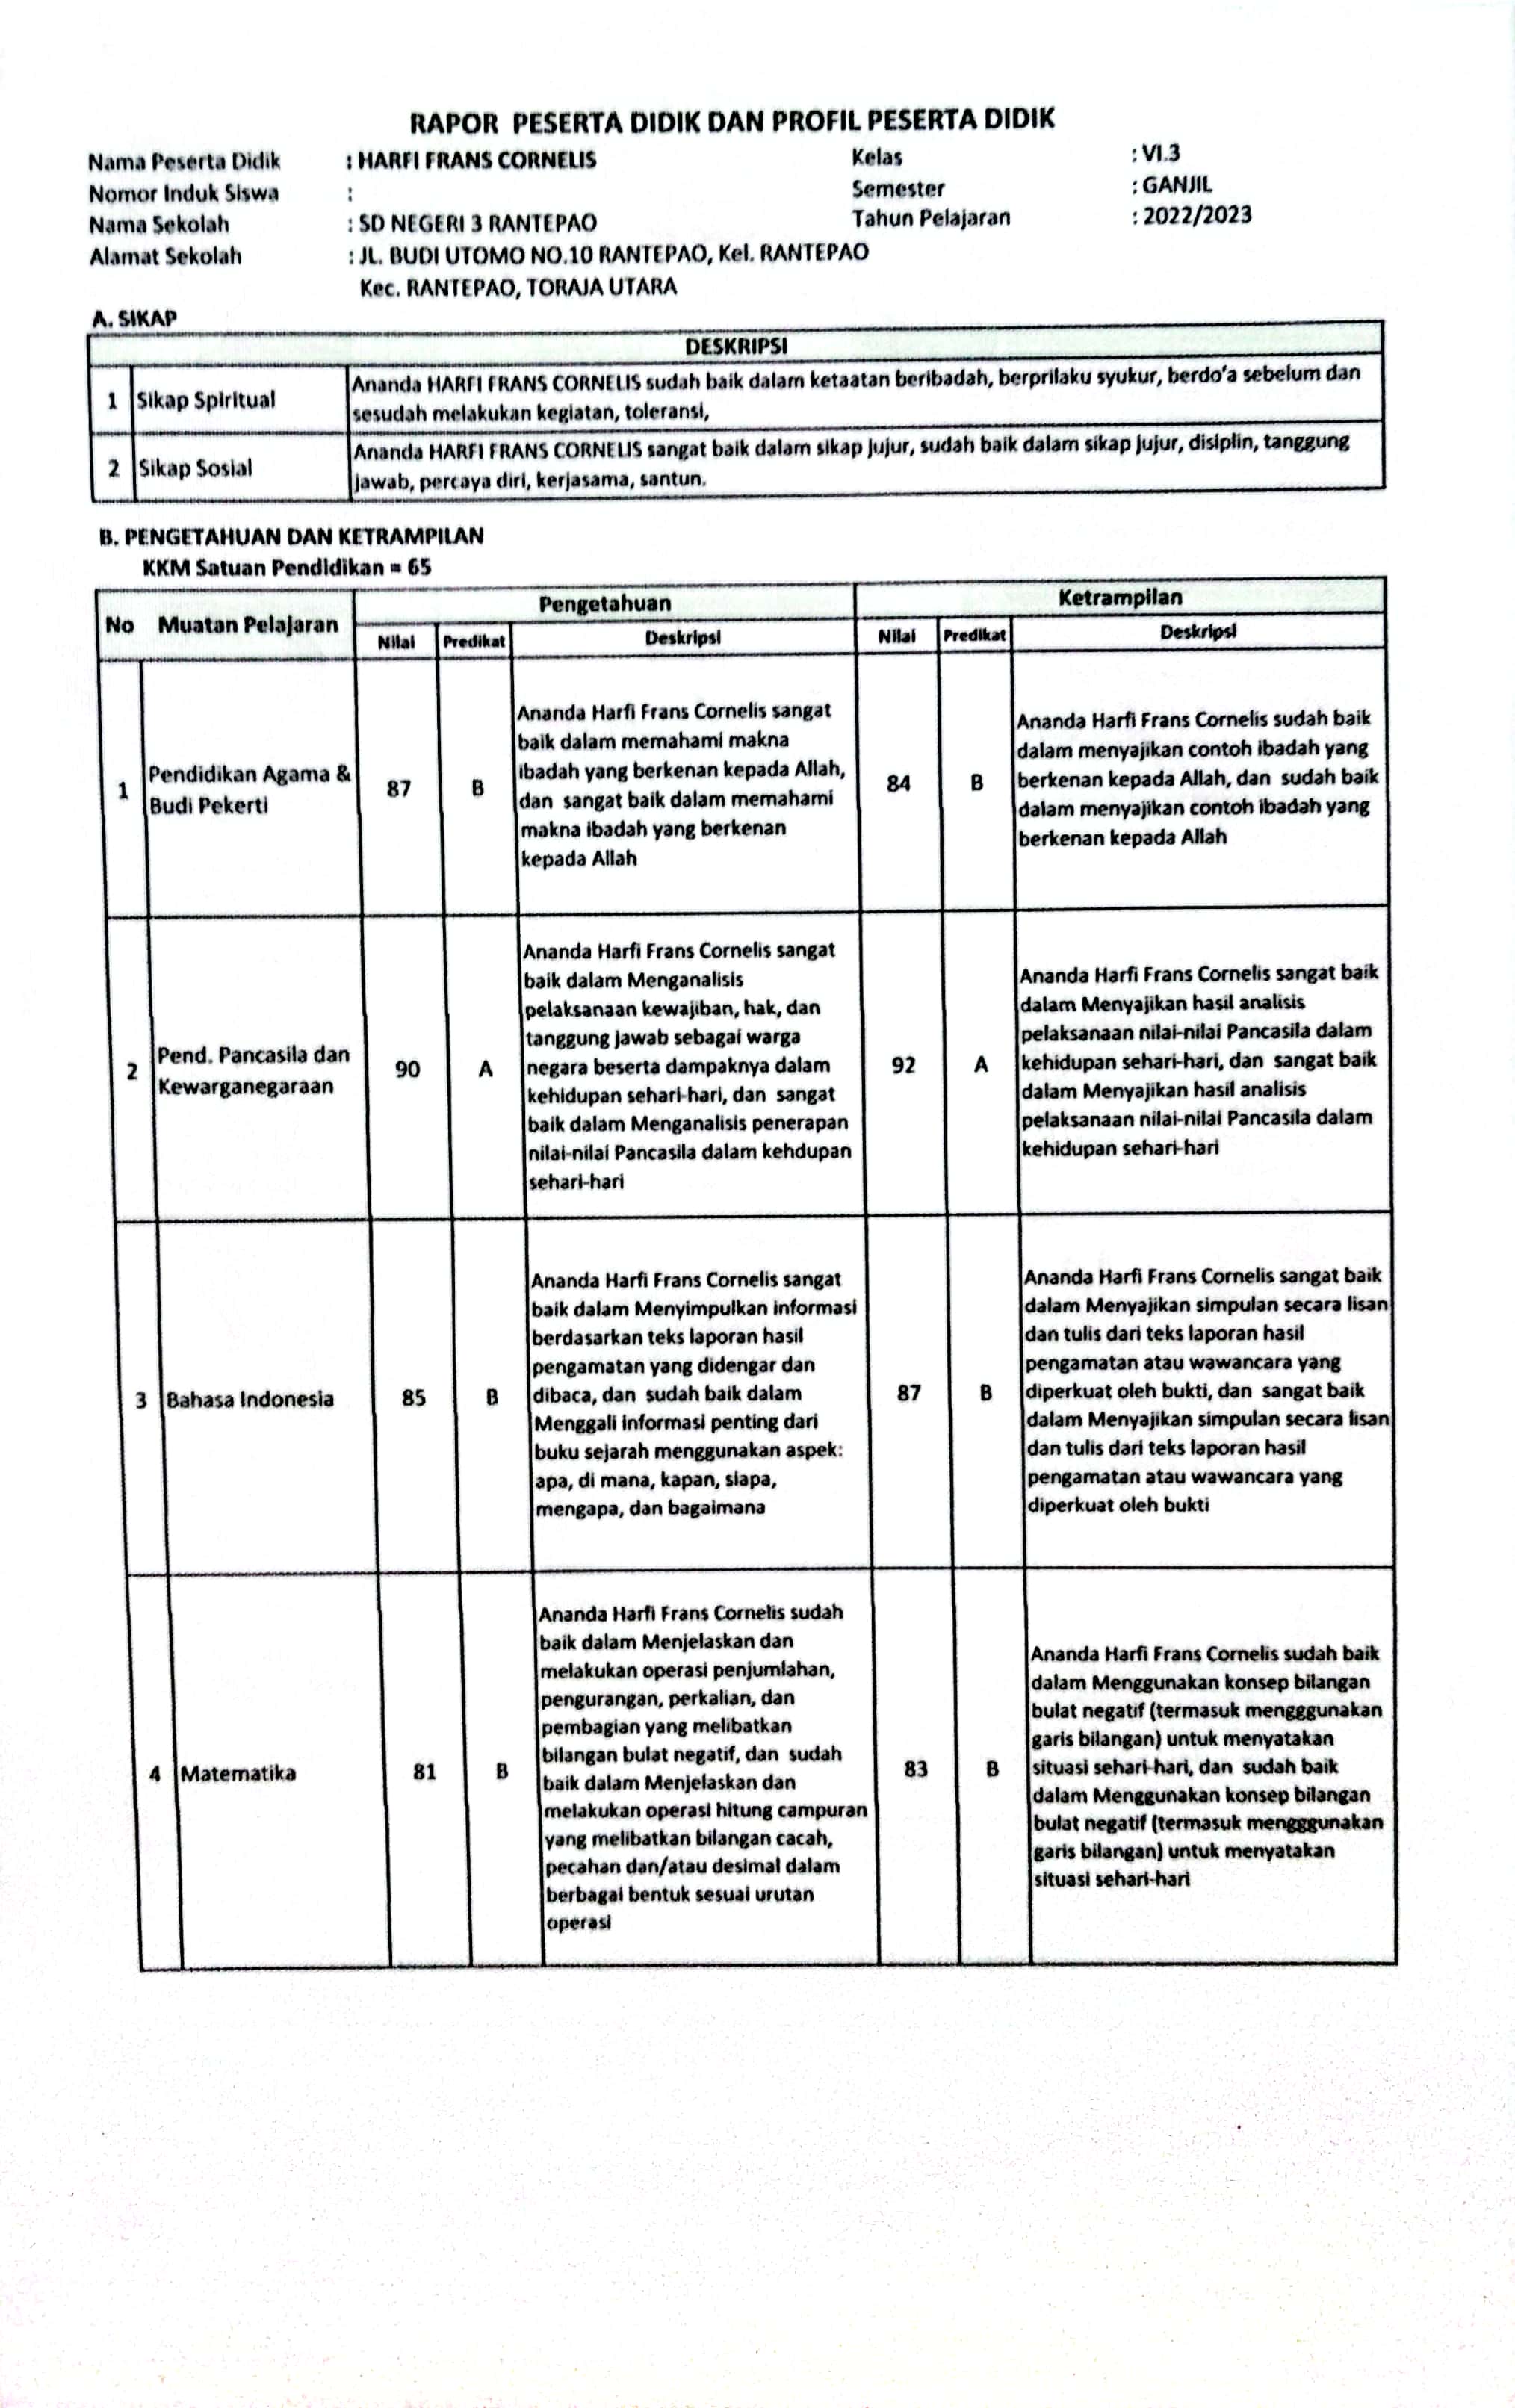 RAPOR PESERTA DIDIK DAN PROFIL PESERTA DIDIK
Nama Peserta Didik : HARFI FRANS CORNELIS Kelas : VI.3
Nomor Induk Siswa : Semester : GANJIL
Nama Sekolah : SD NEGERI 3 RANTEPAO Tahun Pelajaran : 2022/2023
Alamat Sekolah : JL. BUDI UTOMO NO.10 RANTEPAO, Kel. RANTEPAO
Kec. RANTEPAO, TORAJA UTARA
A. SIKAP
DESKRIPSI
1 Sikap Spiritual
Ananda HARFI FRANS CORNELIS sudah baik dalam ketaatan beribadah, berprilaku syukur, berdo'a sebelum dan
sesudah melakukan kegiatan, toleransi,
2 Sikap Sosial
Ananda HARFI FRANS CORNELIS sangat baik dalam sikap jujur, sudah baik dalam sikap jujur, disiplin, tanggung
jawab, percaya diri, kerjasama, santun.
B. PENGETAHUAN DAN KETRAMPILAN
KKM Satuan Pendidikan = 65
No Muatan Pelajaran Pengetahuan Ketrampilan
Nilai Predikat Deskripsi Nilai Predikat Deskripsi
1
Pendidikan Agama &
Budi Pekerti
87 B
Ananda Harfi Frans Cornelis sangat
baik dalam memahami makna
ibadah yang berkenan kepada Allah,
dan sangat baik dalam memahami
makna ibadah yang berkenan
kepada Allah
84 B
Ananda Harfi Frans Cornelis sudah baik
dalam menyajikan contoh ibadah yang
berkenan kepada Allah, dan sudah baik
dalam menyajikan contoh ibadah yang
berkenan kepada Allah
2
Pend. Pancasila dan
Kewarganegaraan
90 A
Ananda Harfi Frans Cornelis sangat
baik dalam Menganalisis
pelaksanaan kewajiban, hak, dan
tanggung jawab sebagai warga
negara beserta dampaknya dalam
kehidupan sehari-hari, dan sangat
baik dalam Menganalisis penerapan
nilai-nilai Pancasila dalam kehdupan
sehari-hari
92 A
Ananda Harfi Frans Cornelis sangat baik
dalam Menyajikan hasil analisis
pelaksanaan nilai-nilai Pancasila dalam
kehidupan sehari-hari, dan sangat baik
dalam Menyajikan hasil analisis
pelaksanaan nilai-nilai Pancasila dalam
kehidupan sehari-hari
3 Bahasa Indonesia
85 B
Ananda Harfi Frans Cornelis sangat
baik dalam Menyimpulkan informasi
berdasarkan teks laporan hasil
pengamatan yang didengar dan
dibaca, dan sudah baik dalam
Menggali informasi penting dari
buku sejarah menggunakan aspek:
apa, di mana, kapan, siapa,
mengapa, dan bagaimana
87 B
Ananda Harfi Frans Cornelis sangat baik
dalam Menyajikan simpulan secara lisan
dan tulis dari teks laporan hasil
pengamatan atau wawancara yang
diperkuat oleh bukti, dan sangat baik
dalam Menyajikan simpulan secara lisan
dan tulis dari teks laporan hasil
pengamatan atau wawancara yang
diperkuat oleh bukti
4 Matematika
81 B
Ananda Harfi Frans Cornelis sudah
baik dalam Menjelaskan dan
melakukan operasi penjumlahan,
pengurangan, perkalian, dan
pembagian yang melibatkan
bilangan bulat negatif, dan sudah
baik dalam Menjelaskan dan
melakukan operasi hitung campuran
yang melibatkan bilangan cacah,
pecahan dan/atau desimal dalam
berbagai bentuk sesuai urutan
operasi
83 B
Ananda Harfi Frans Cornelis sudah baik
dalam Menggunakan konsep bilangan
bulat negatif (termasuk mengggunakan
garis bilangan) untuk menyatakan
situasi sehari-hari, dan sudah baik
dalam Menggunakan konsep bilangan
bulat negatif (termasuk mengggunakan
garis bilangan) untuk menyatakan
situasi sehari-hari